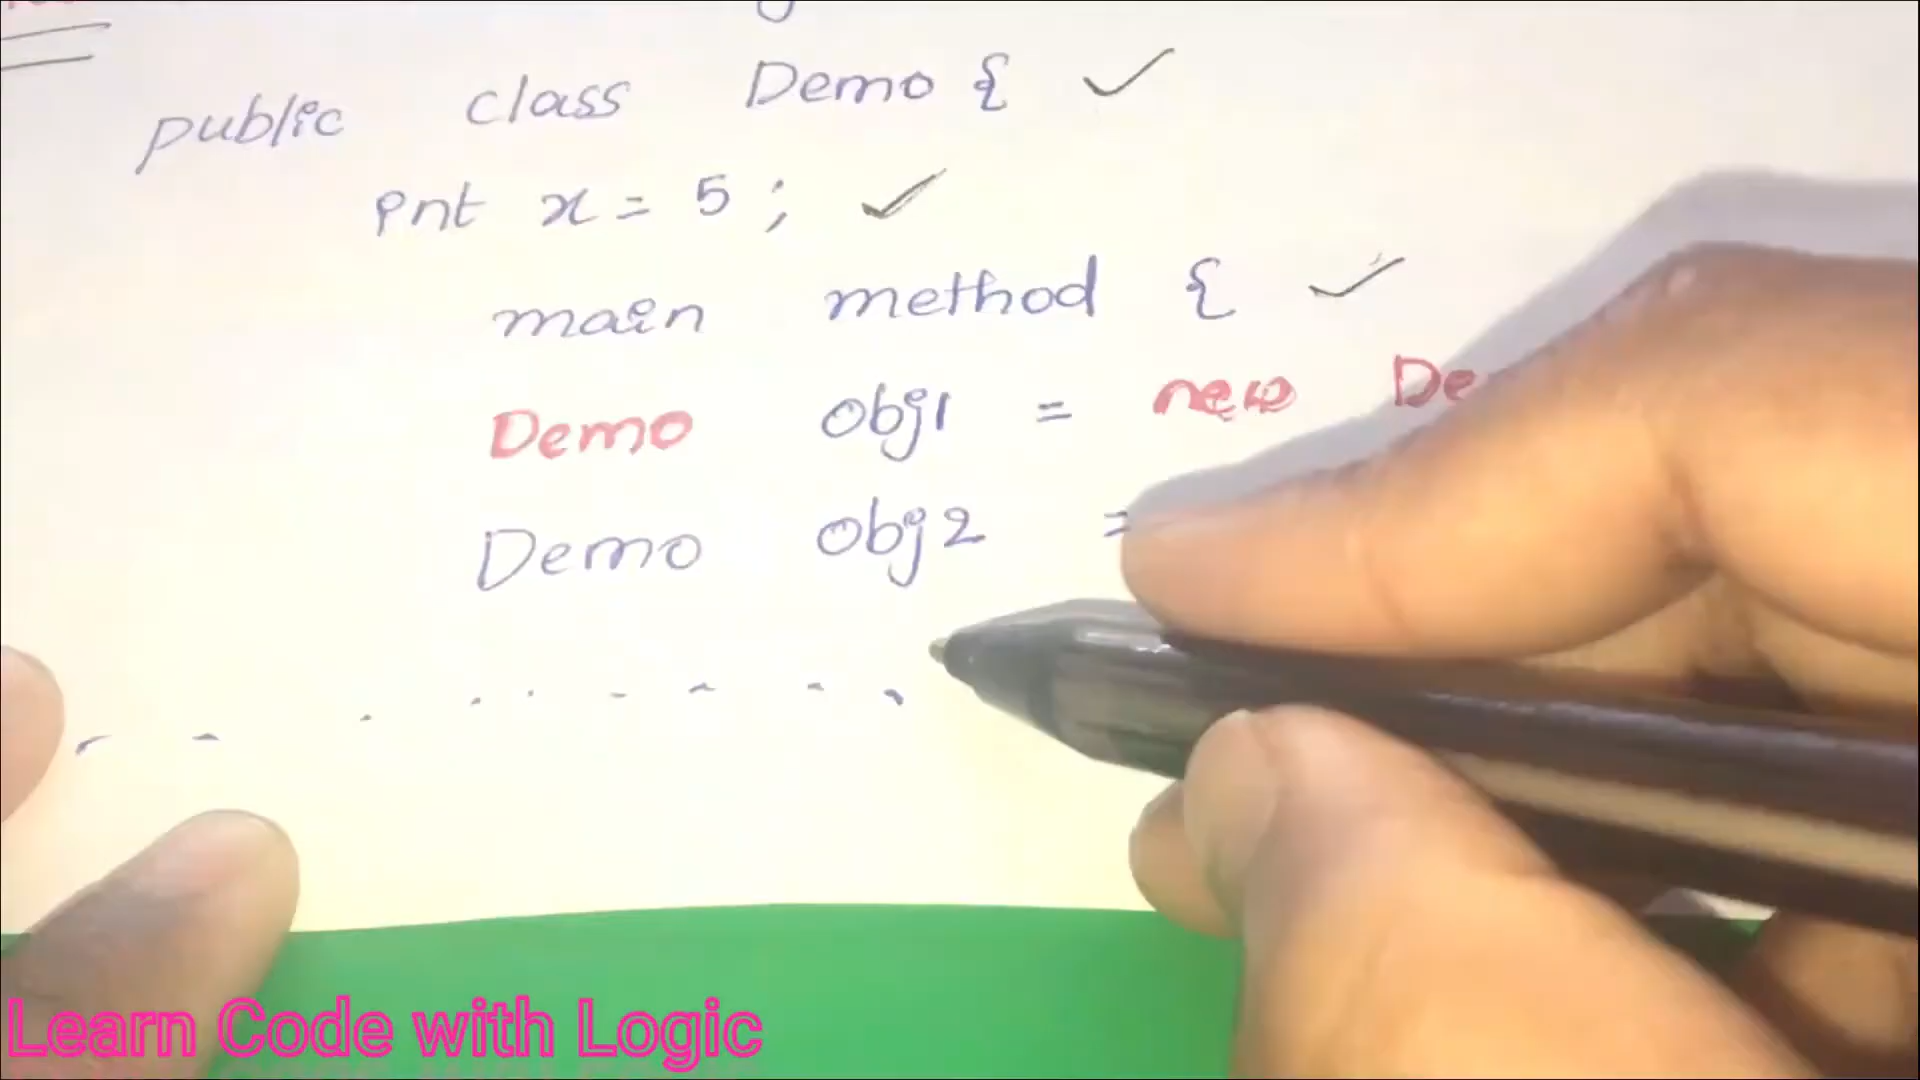 public class Demo {
int x = 5 ;
main method {
Demo obj1 = new
Demo obj2 =
Learn Code with Logic